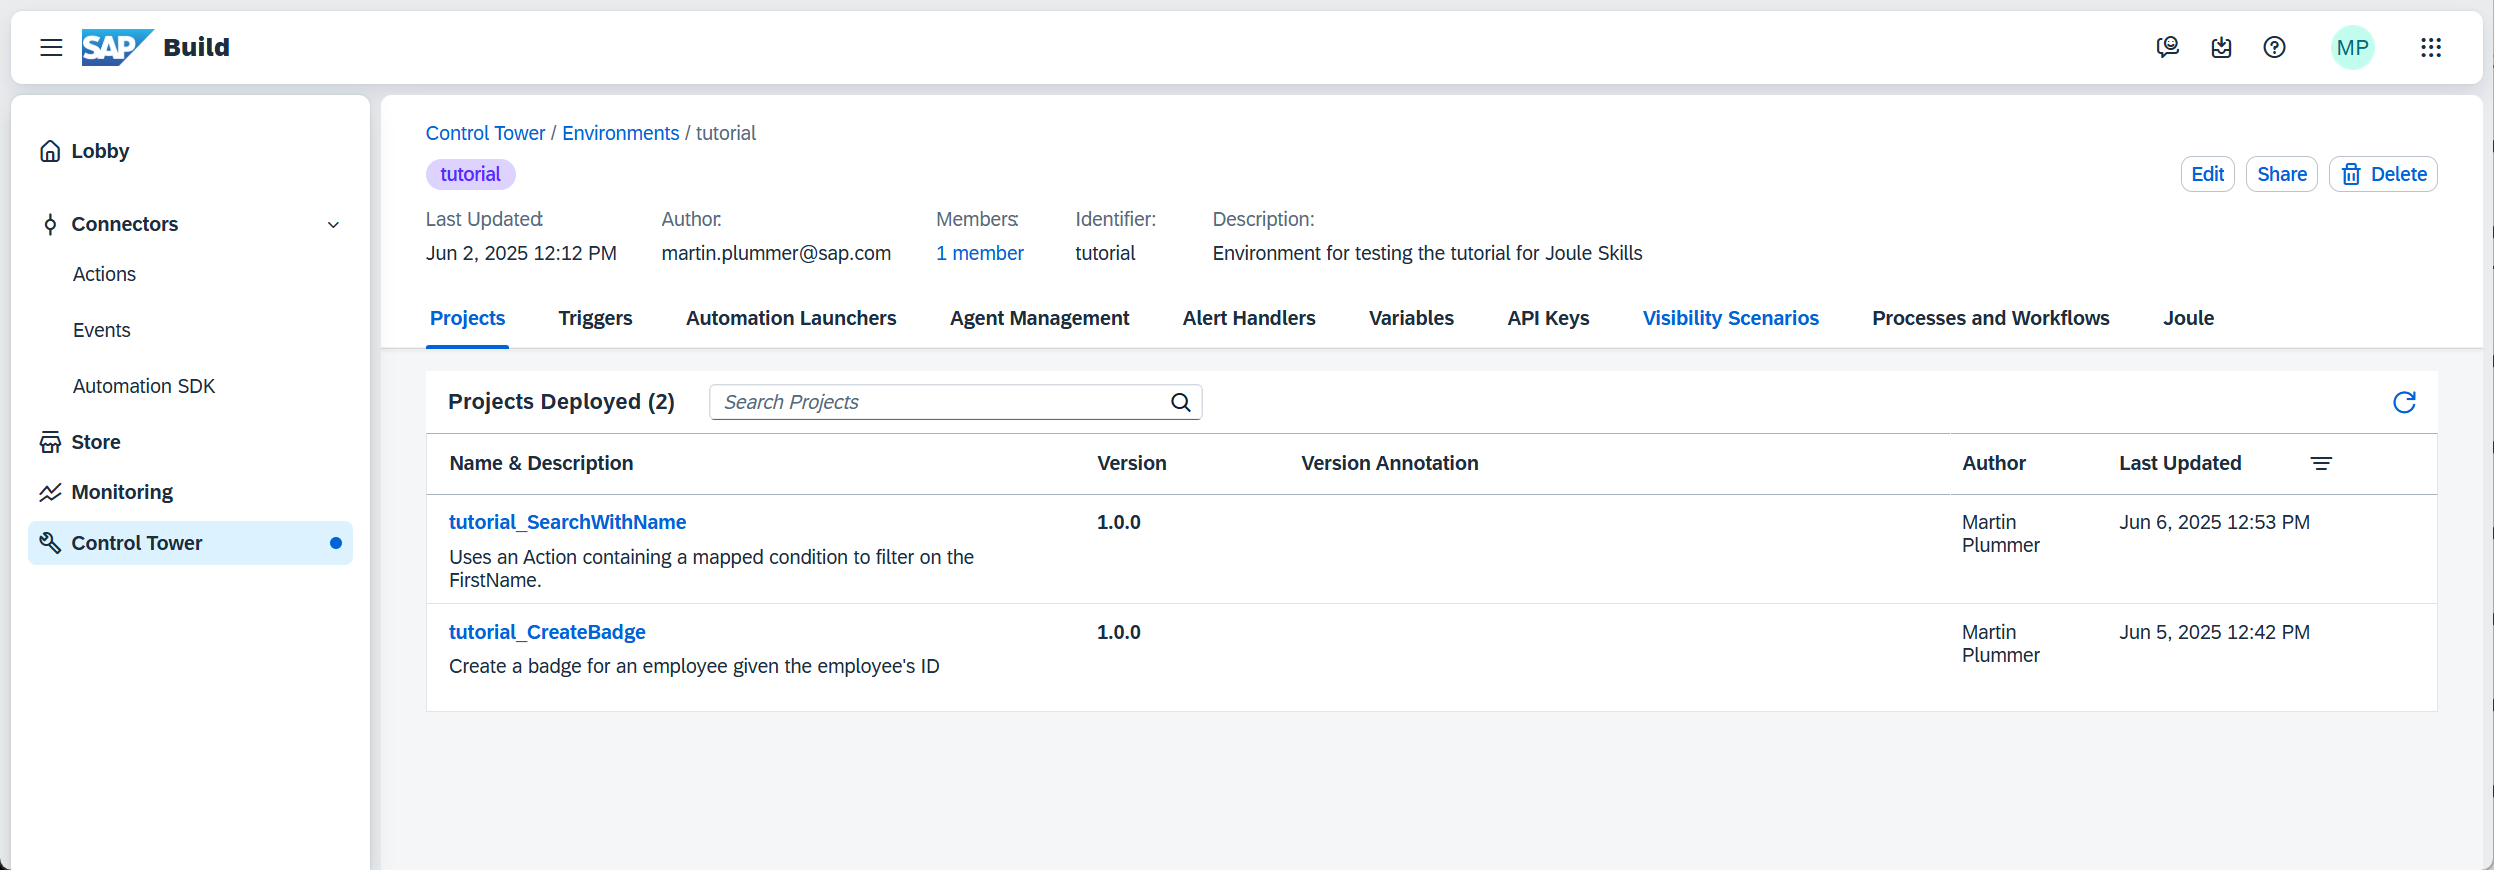 SAP Build
MP
Lobby
Connectors
Actions
Events
Automation SDK
Store
Monitoring
Control Tower
Control Tower / Environments / tutorial
tutorial
Edit Share Delete
Last Updated: Author: Members: Identifier: Description:
Jun 2, 2025 12:12 PM martin.plummer@sap.com 1 member tutorial Environment for testing the tutorial for Joule Skills
Projects Triggers Automation Launchers Agent Management Alert Handlers Variables API Keys Visibility Scenarios Processes and Workflows Joule
Projects Deployed (2) Search Projects
Name & Description Version Version Annotation Author Last Updated
tutorial_SearchWithName 1.0.0 Martin Jun 6, 2025 12:53 PM
Plummer
Uses an Action containing a mapped condition to filter on the
FirstName.
tutorial_CreateBadge 1.0.0 Martin Jun 5, 2025 12:42 PM
Plummer
Create a badge for an employee given the employee's ID